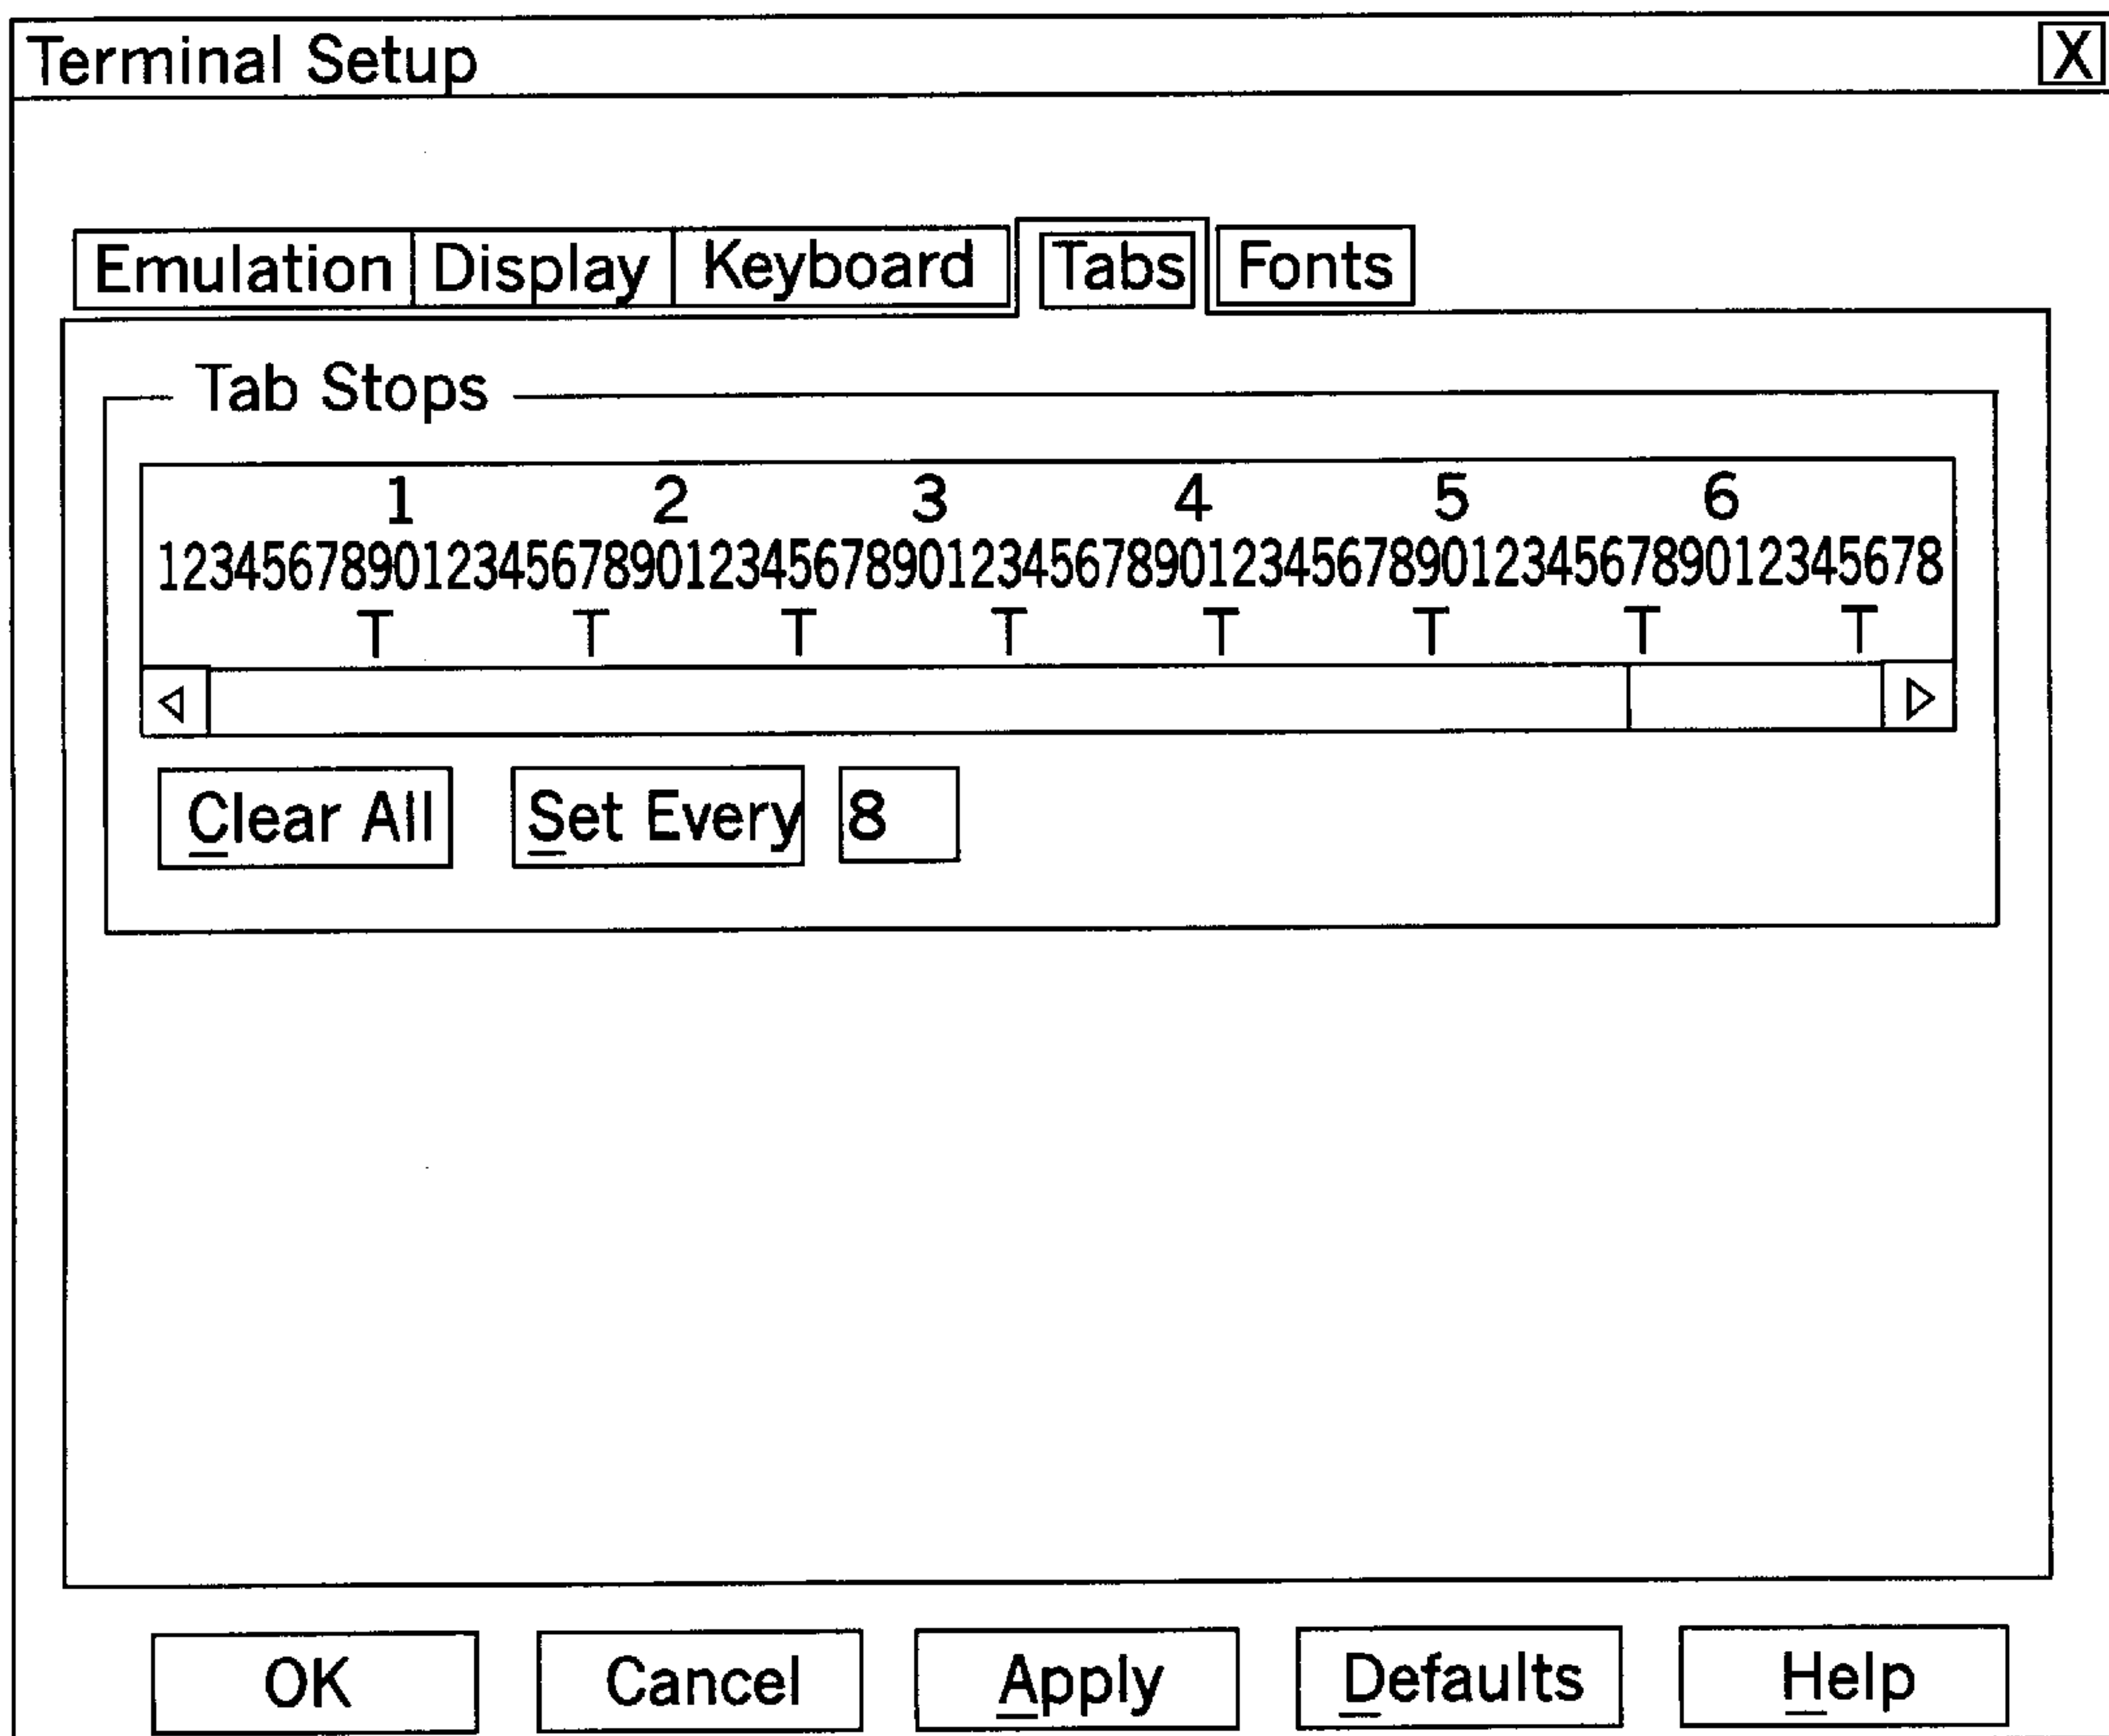 Terminal Setup X
Emulation Display Keyboard Tabs Fonts
Tab Stops
1 2 3 4 5 6
12345678901234567890123456789012345678901234567890123456789012345678
T T T T T T T T
Clear All Set Every 8
OK Cancel Apply Defaults Help